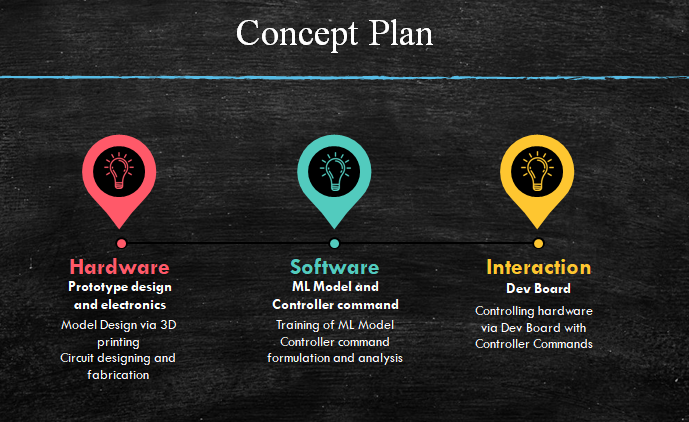 Concept Plan
Hardware
Prototype design
and electronics
Model Design via 3D
printing
Circuit designing and
fabrication
Software
ML Model and
Controller command
Training of ML Model
Controller command
formulation and analysis
Interaction
Dev Board
Controlling hardware
via Dev Board with
Controller Commands